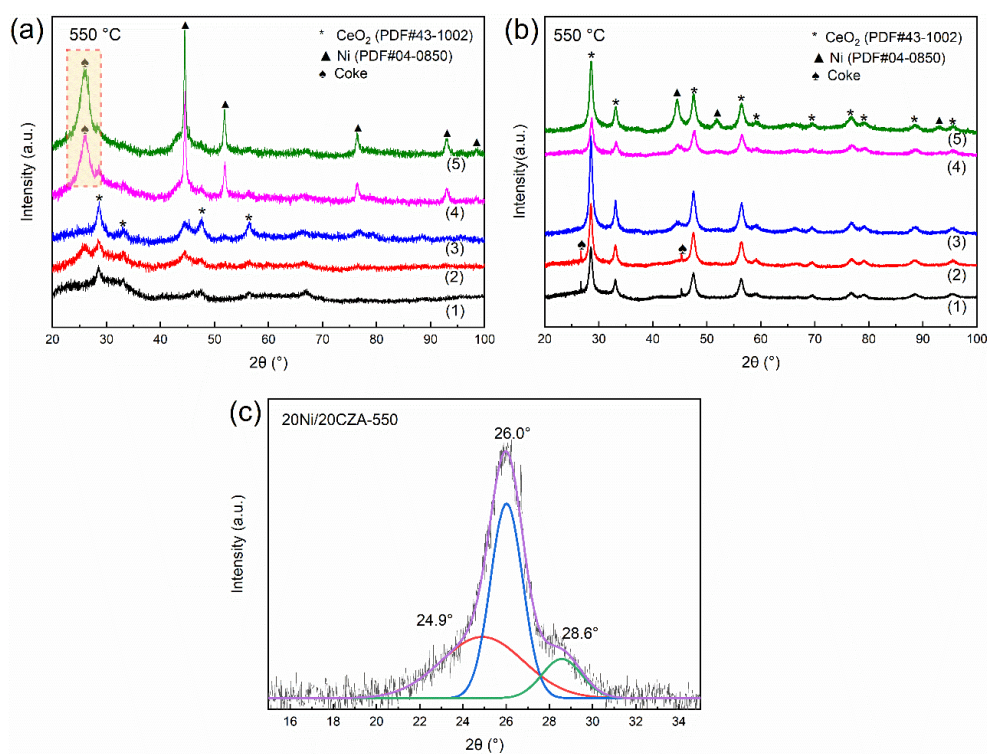 (a)
550 °C
* CeO₂ (PDF#43-1002)
▲ Ni (PDF#04-0850)
♠ Coke
Intensity (a.u.)
(5)
(4)
(3)
(2)
(1)
20 30 40 50 60 70 80 90 100
2θ (°)
(b)
550 °C
* CeO₂ (PDF#43-1002)
▲ Ni (PDF#04-0850)
♠ Coke
Intensity(a.u.)
(5)
(4)
(3)
(2)
(1)
20 30 40 50 60 70 80 90 100
2θ (°)
(c)
20Ni/20CZA-550
26.0°
24.9°
28.6°
Intensity (a.u.)
16 18 20 22 24 26 28 30 32 34
2θ (°)